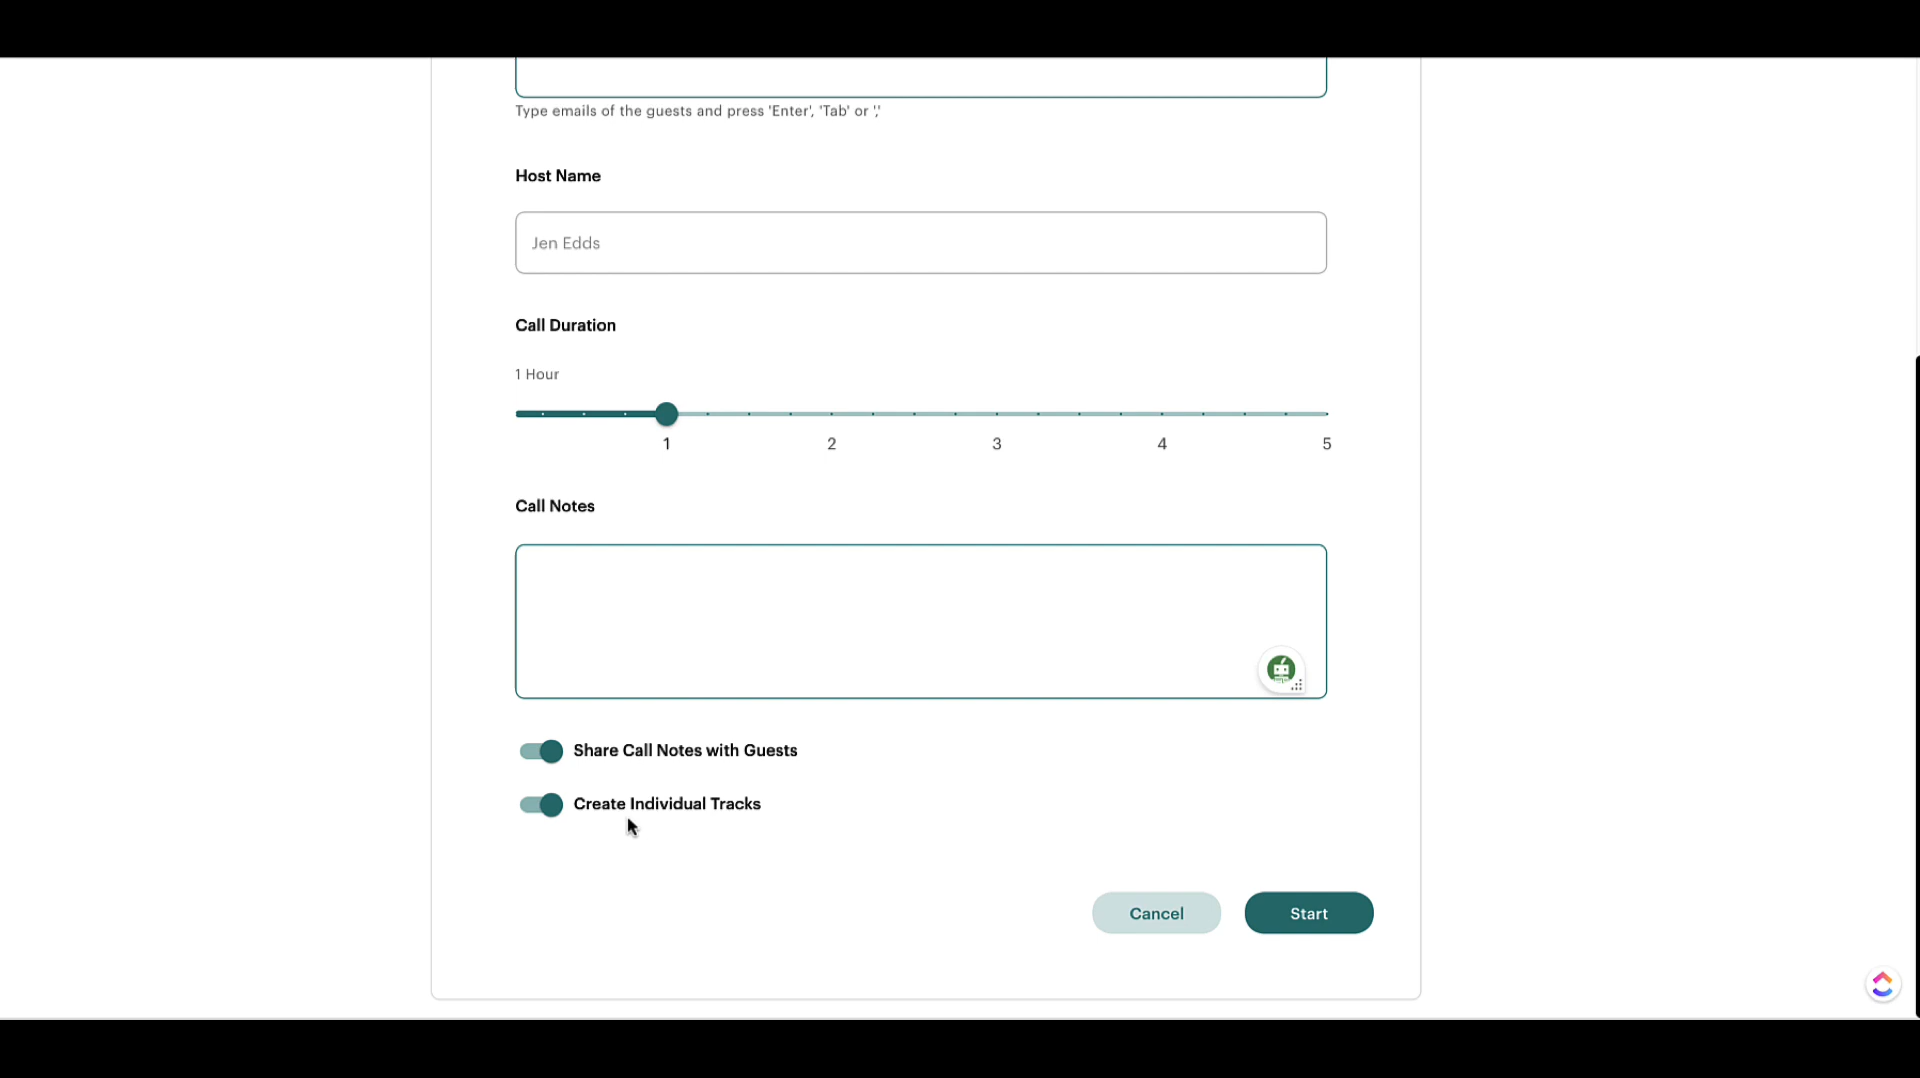 Type emails of the guests and press 'Enter', 'Tab' or ','
Host Name
Jen Edds
Call Duration
1 Hour
1 2 3 4 5
Call Notes
Share Call Notes with Guests
Create Individual Tracks
Cancel Start